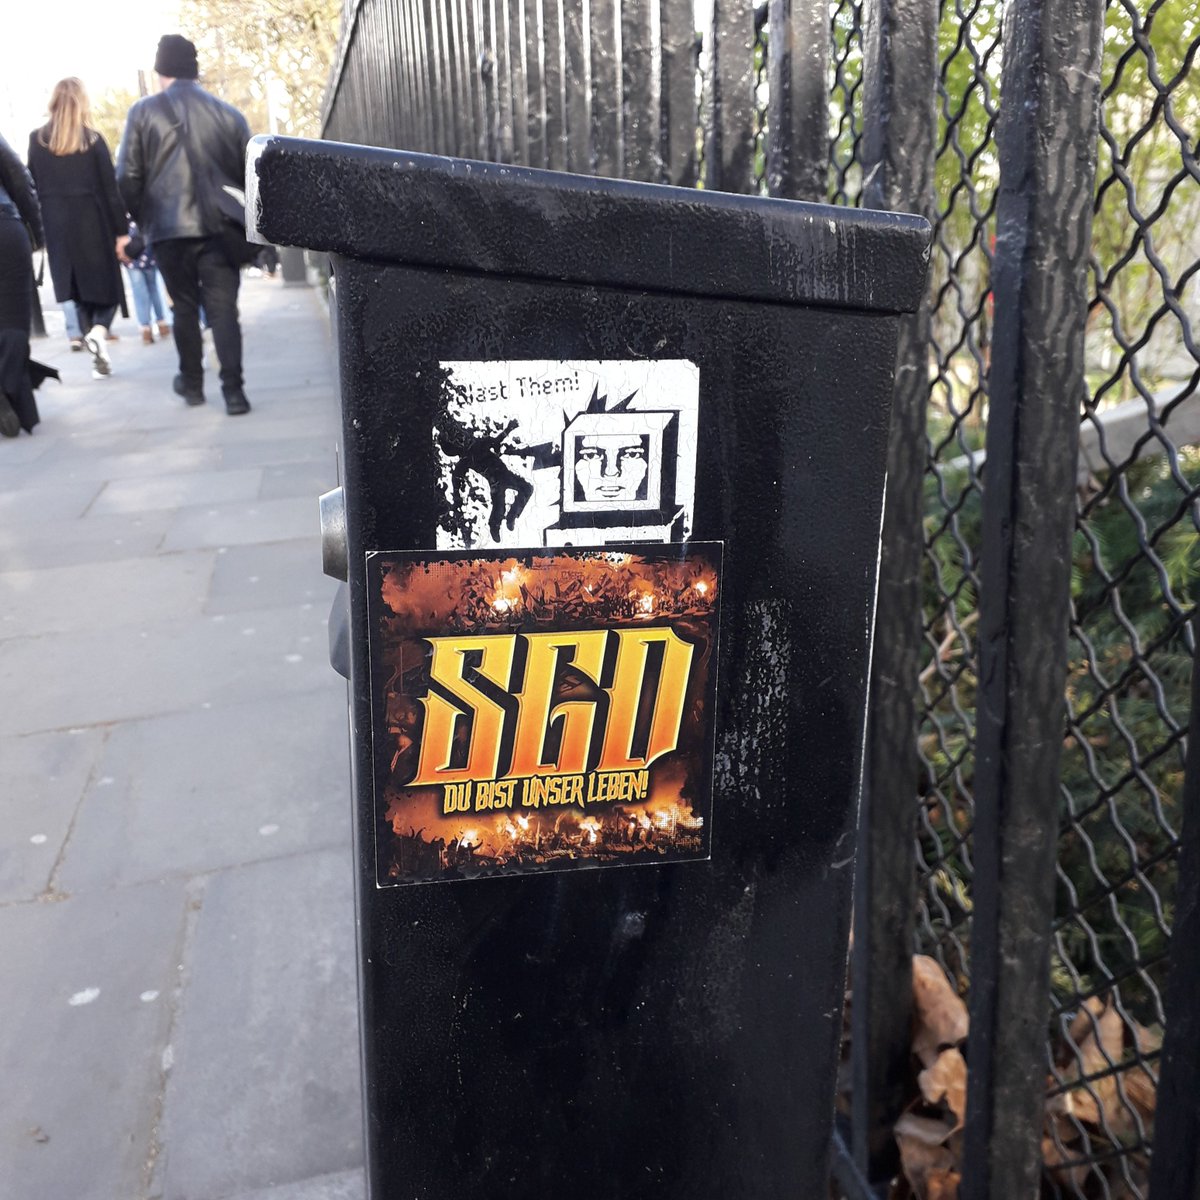 Blast Them!
SGD
DU BIST UNSER LEBEN!